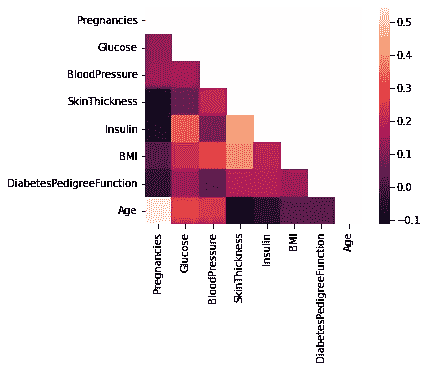 Pregnancies
Glucose
BloodPressure
SkinThickness
Insulin
BMI
DiabetesPedigreeFunction
Age
Pregnancies
Glucose
BloodPressure
SkinThickness
Insulin
BMI
DiabetesPedigreeFunction
Age
0.5
0.4
0.3
0.2
0.1
0.0
−0.1